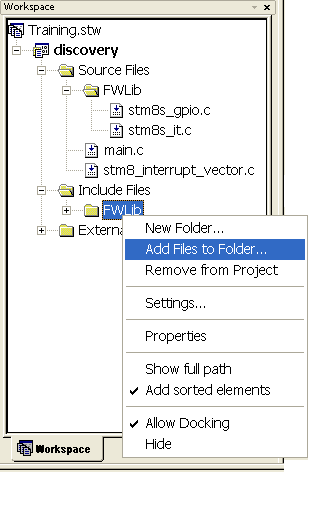 Workspace
Training.stw
discovery
Source Files
FWLib
stm8s_gpio.c
stm8s_it.c
main.c
stm8_interrupt_vector.c
Include Files
FWLib
Externa
New Folder...
Add Files to Folder...
Remove from Project
Settings...
Properties
Show full path
Add sorted elements
Allow Docking
Hide
Workspace